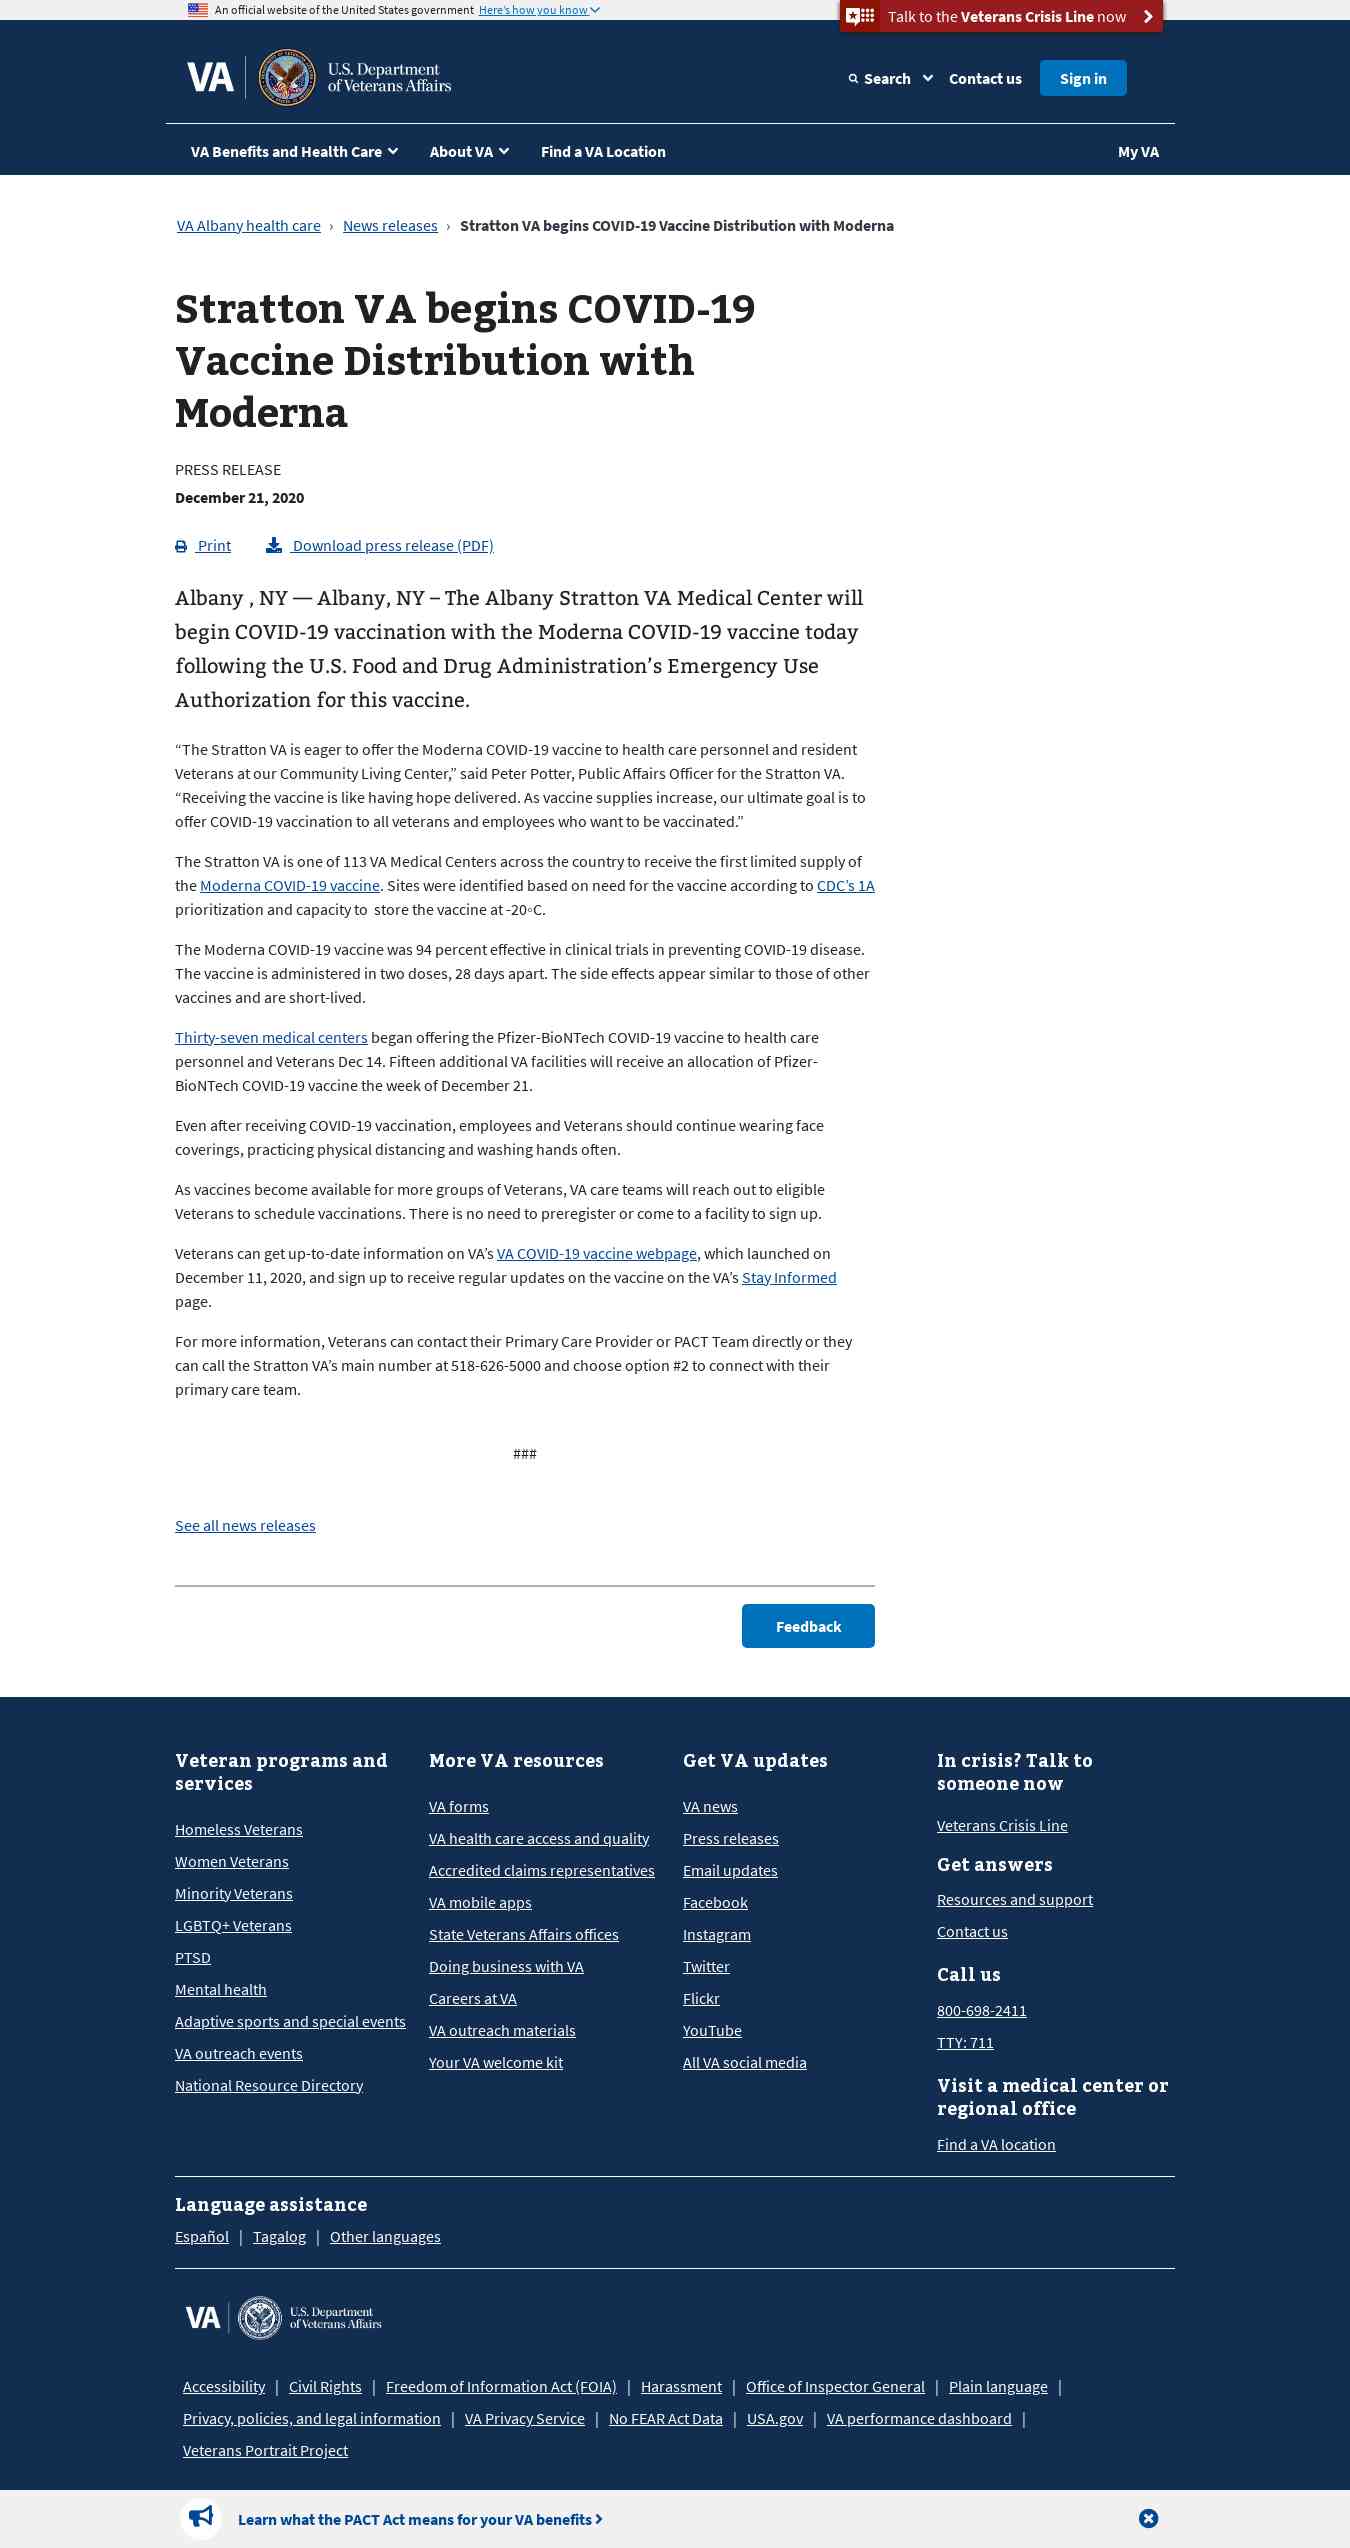 An official website of the United States government Here's how you know
Talk to the Veterans Crisis Line now
VA
U.S. Department
of Veterans Affairs
Search Contact us Sign in
VA Benefits and Health Care About VA Find a VA Location My VA
VA Albany health care › News releases › Stratton VA begins COVID-19 Vaccine Distribution with Moderna
Stratton VA begins COVID-19
Vaccine Distribution with
Moderna
PRESS RELEASE
December 21, 2020
Print Download press release (PDF)
Albany , NY — Albany, NY – The Albany Stratton VA Medical Center will
begin COVID-19 vaccination with the Moderna COVID-19 vaccine today
following the U.S. Food and Drug Administration’s Emergency Use
Authorization for this vaccine.
“The Stratton VA is eager to offer the Moderna COVID-19 vaccine to health care personnel and resident
Veterans at our Community Living Center,” said Peter Potter, Public Affairs Officer for the Stratton VA.
“Receiving the vaccine is like having hope delivered. As vaccine supplies increase, our ultimate goal is to
offer COVID-19 vaccination to all veterans and employees who want to be vaccinated.”
The Stratton VA is one of 113 VA Medical Centers across the country to receive the first limited supply of
the Moderna COVID-19 vaccine. Sites were identified based on need for the vaccine according to CDC’s 1A
prioritization and capacity to  store the vaccine at -20◦C.
The Moderna COVID-19 vaccine was 94 percent effective in clinical trials in preventing COVID-19 disease.
The vaccine is administered in two doses, 28 days apart. The side effects appear similar to those of other
vaccines and are short-lived.
Thirty-seven medical centers began offering the Pfizer-BioNTech COVID-19 vaccine to health care
personnel and Veterans Dec 14. Fifteen additional VA facilities will receive an allocation of Pfizer-
BioNTech COVID-19 vaccine the week of December 21.
Even after receiving COVID-19 vaccination, employees and Veterans should continue wearing face
coverings, practicing physical distancing and washing hands often.
As vaccines become available for more groups of Veterans, VA care teams will reach out to eligible
Veterans to schedule vaccinations. There is no need to preregister or come to a facility to sign up.
Veterans can get up-to-date information on VA’s VA COVID-19 vaccine webpage, which launched on
December 11, 2020, and sign up to receive regular updates on the vaccine on the VA’s Stay Informed
page.
For more information, Veterans can contact their Primary Care Provider or PACT Team directly or they
can call the Stratton VA’s main number at 518-626-5000 and choose option #2 to connect with their
primary care team.
###
See all news releases
Feedback
Veteran programs and
services
Homeless Veterans
Women Veterans
Minority Veterans
LGBTQ+ Veterans
PTSD
Mental health
Adaptive sports and special events
VA outreach events
National Resource Directory
More VA resources
VA forms
VA health care access and quality
Accredited claims representatives
VA mobile apps
State Veterans Affairs offices
Doing business with VA
Careers at VA
VA outreach materials
Your VA welcome kit
Get VA updates
VA news
Press releases
Email updates
Facebook
Instagram
Twitter
Flickr
YouTube
All VA social media
In crisis? Talk to
someone now
Veterans Crisis Line
Get answers
Resources and support
Contact us
Call us
800-698-2411
TTY: 711
Visit a medical center or
regional office
Find a VA location
Language assistance
Español | Tagalog | Other languages
VA
U.S. Department
of Veterans Affairs
Accessibility | Civil Rights | Freedom of Information Act (FOIA) | Harassment | Office of Inspector General | Plain language |
Privacy, policies, and legal information | VA Privacy Service | No FEAR Act Data | USA.gov | VA performance dashboard |
Veterans Portrait Project
Learn what the PACT Act means for your VA benefits